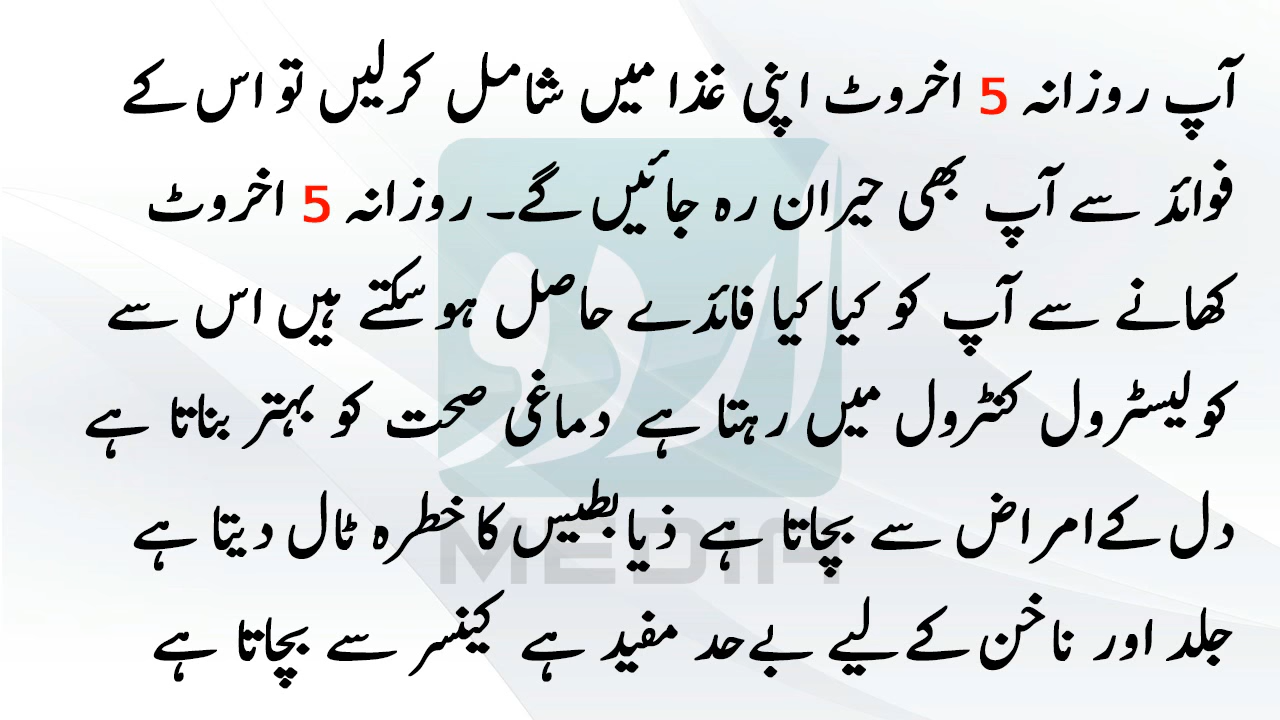 آپ روزانہ 5 اخروٹ اپنی غذا میں شامل کرلیں تو اس کے
فوائد سے آپ بھی حیران رہ جائیں گے۔ روزانہ 5 اخروٹ
کھانے سے آپ کو کیا کیا فائدے حاصل ہوسکتے ہیں اس سے
کولیسٹرول کنٹرول میں رہتا ہے دماغی صحت کو بہتر بناتا ہے
دل کے امراض سے بچاتا ہے ذیابطیس کا خطرہ ٹال دیتا ہے
جلد اور ناخن کے لیے بے حد مفید ہے کینسر سے بچاتا ہے
اردو
MEDIA